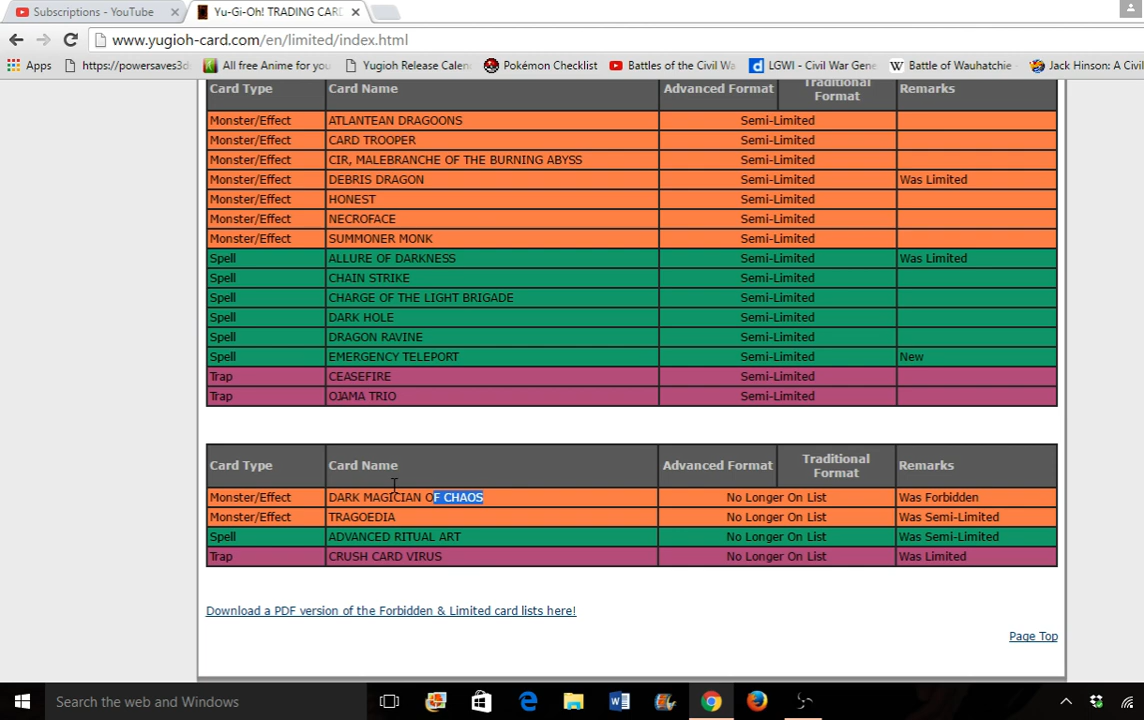 Subscriptions - YouTube
Yu-Gi-Oh! TRADING CAR
www.yugioh-card.com/en/limited/index.html
Apps https://powersaves3d All free Anime for you Yugioh Release Calen Pokémon Checklist Battles of the Civil Wa LGWI - Civil War Gene Battle of Wauhatchie - Jack Hinson: A Civil
Card Type Card Name Advanced Format Traditional Format Remarks
Monster/Effect ATLANTEAN DRAGOONS Semi-Limited
Monster/Effect CARD TROOPER Semi-Limited
Monster/Effect CIR, MALEBRANCHE OF THE BURNING ABYSS Semi-Limited
Monster/Effect DEBRIS DRAGON Semi-Limited Was Limited
Monster/Effect HONEST Semi-Limited
Monster/Effect NECROFACE Semi-Limited
Monster/Effect SUMMONER MONK Semi-Limited
Spell ALLURE OF DARKNESS Semi-Limited Was Limited
Spell CHAIN STRIKE Semi-Limited
Spell CHARGE OF THE LIGHT BRIGADE Semi-Limited
Spell DARK HOLE Semi-Limited
Spell DRAGON RAVINE Semi-Limited
Spell EMERGENCY TELEPORT Semi-Limited New
Trap CEASEFIRE Semi-Limited
Trap OJAMA TRIO Semi-Limited
Card Type Card Name Advanced Format Traditional Format Remarks
Monster/Effect DARK MAGICIAN OF CHAOS No Longer On List Was Forbidden
Monster/Effect TRAGOEDIA No Longer On List Was Semi-Limited
Spell ADVANCED RITUAL ART No Longer On List Was Semi-Limited
Trap CRUSH CARD VIRUS No Longer On List Was Limited
Download a PDF version of the Forbidden & Limited card lists here!
Page Top
Search the web and Windows